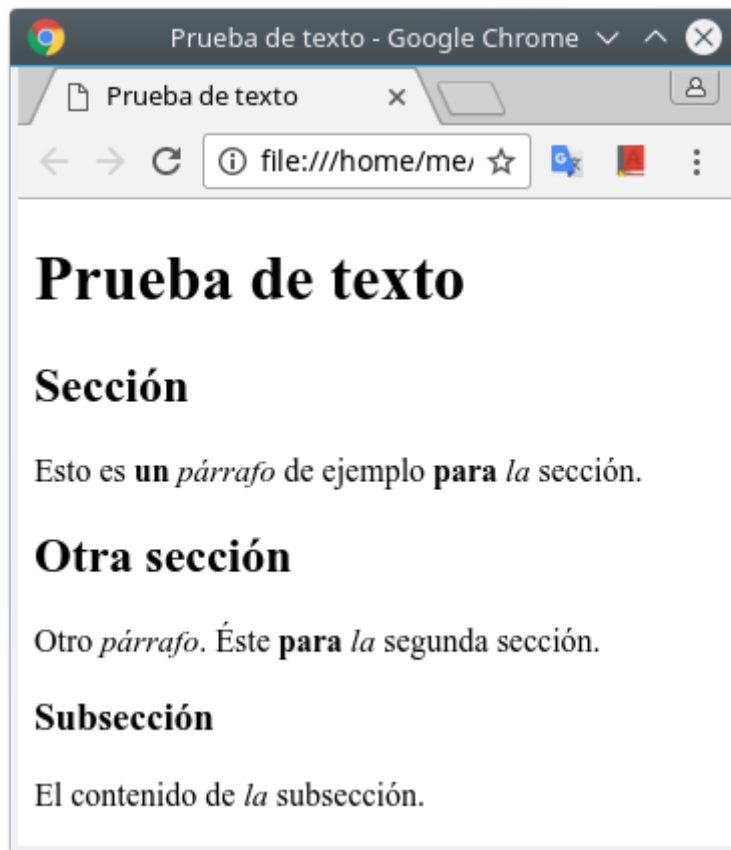 Prueba de texto - Google Chrome
Prueba de texto
file:///home/me/
Prueba de texto
Sección
Esto es un párrafo de ejemplo para la sección.
Otra sección
Otro párrafo. Éste para la segunda sección.
Subsección
El contenido de la subsección.